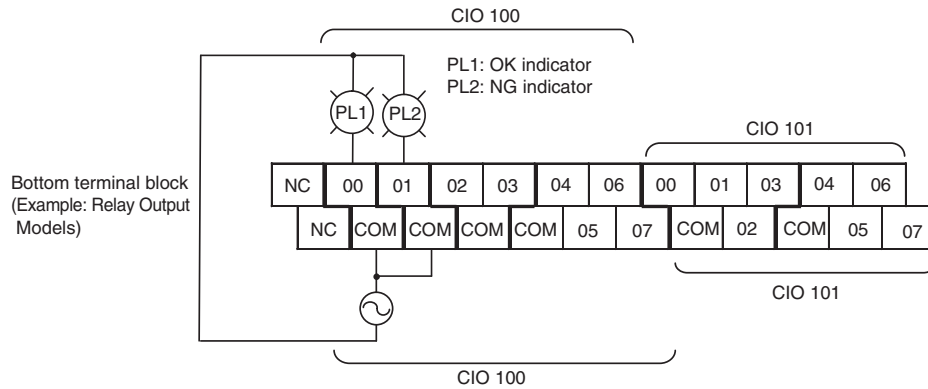 CIO 100
PL1: OK indicator
PL2: NG indicator
PL1 PL2
CIO 101
Bottom terminal block
(Example: Relay Output
Models)
NC 00 01 02 03 04 06 00 01 03 04 06
NC COM COM COM COM 05 07 COM 02 COM 05 07
CIO 101
CIO 100